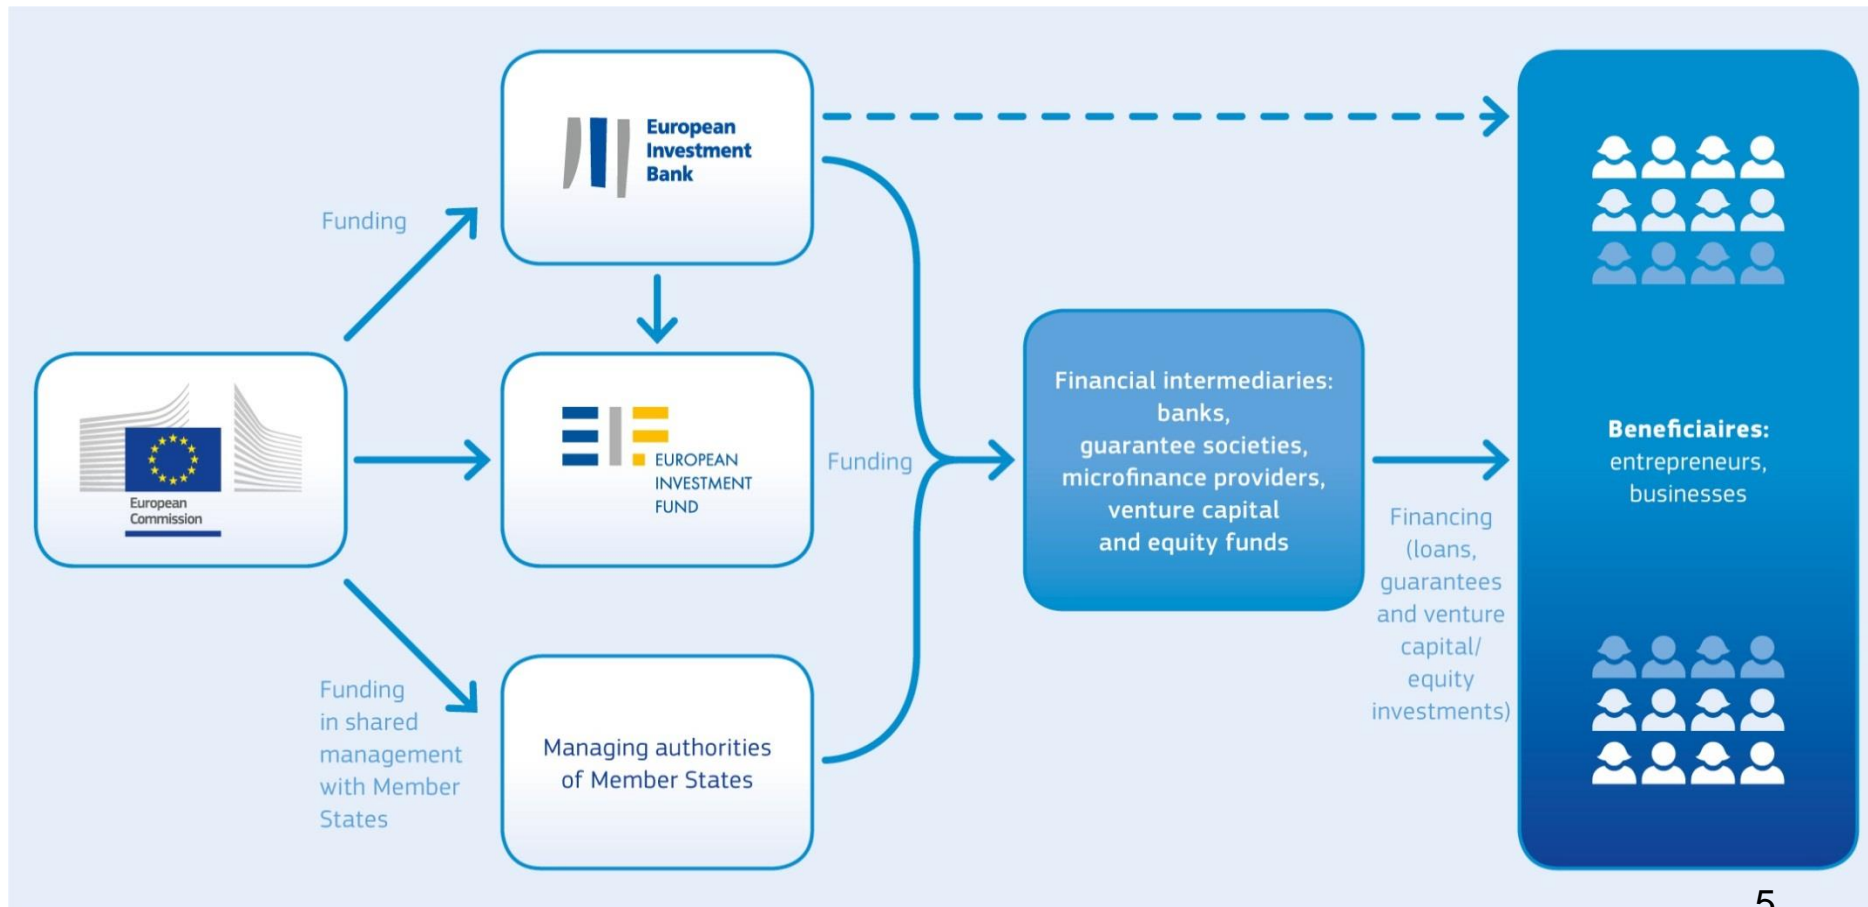 European
Investment
Bank
Funding
European
Commission
EUROPEAN
INVESTMENT
FUND
Funding
Funding
in shared
management
with Member
States
Managing authorities
of Member States
Financial intermediaries:
banks,
guarantee societies,
microfinance providers,
venture capital
and equity funds
Financing
(loans,
guarantees
and venture
capital/
equity
investments)
Beneficiaires:
entrepreneurs,
businesses
5